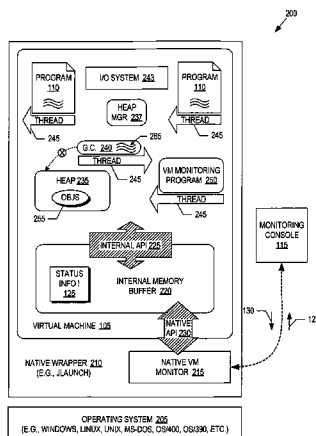 200
PROGRAM
110
I/O SYSTEM 243
PROGRAM
110
THREAD
HEAP
MGR 237
THREAD
245
265
245
G.C. 240
THREAD
HEAP 235
245
VM MONITORING
PROGRAM 250
OBJS
THREAD
255
245
MONITORING
CONSOLE
115
INTERNAL API 225
STATUS
INFO
125
INTERNAL MEMORY
BUFFER 220
130
12
VIRTUAL MACHINE 105
NATIVE
API 230
NATIVE WRAPPER 210
(E.G., JLAUNCH)
NATIVE VM
MONITOR 215
OPERATING SYSTEM 205
(E.G., WINDOWS, LINUX, UNIX, MS-DOS, OS/400, OS/390, ETC.)